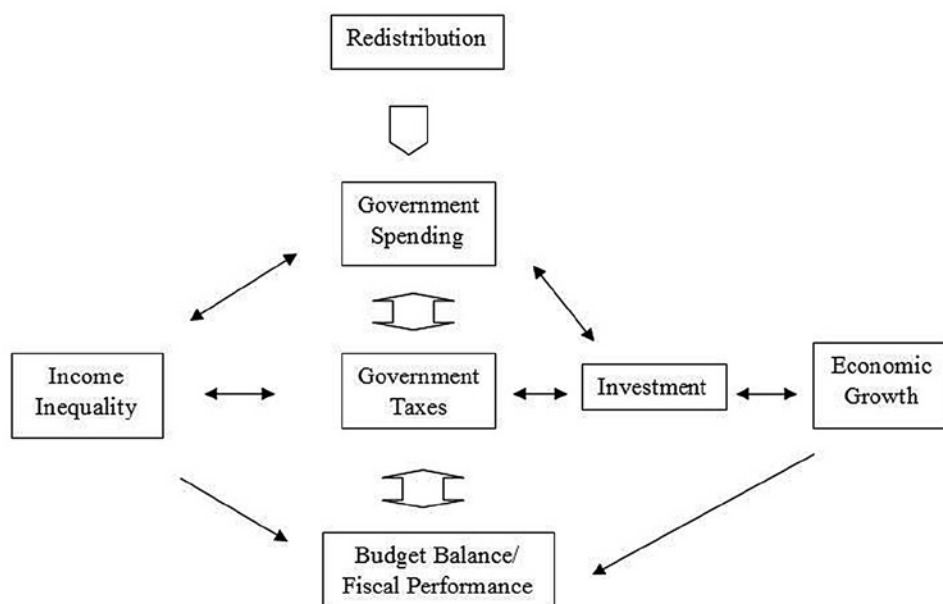 Redistribution
Government
Spending
Income
Inequality
Government
Taxes
Investment
Economic
Growth
Budget Balance/
Fiscal Performance